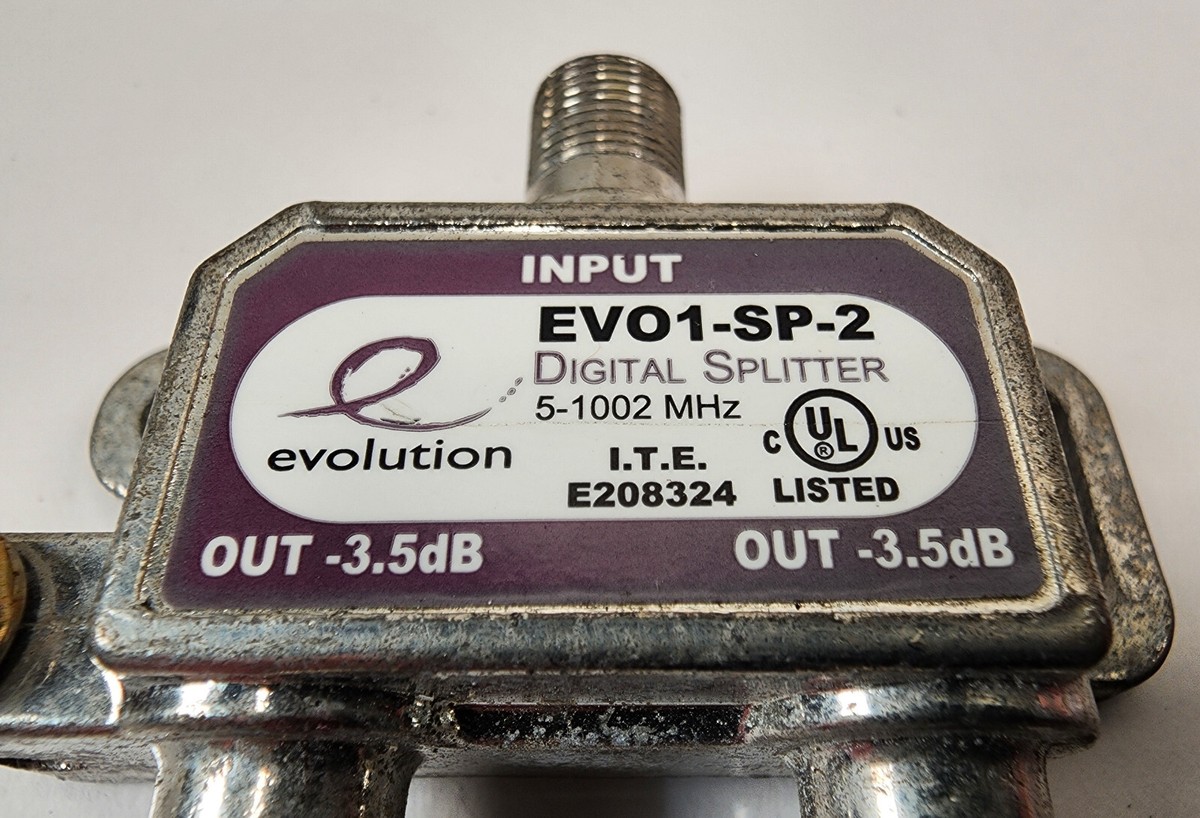 INPUT
EVO1-SP-2
DIGITAL SPLITTER
5-1002 MHz
evolution
I.T.E.
E208324
C UL® US
LISTED
OUT -3.5dB
OUT -3.5dB